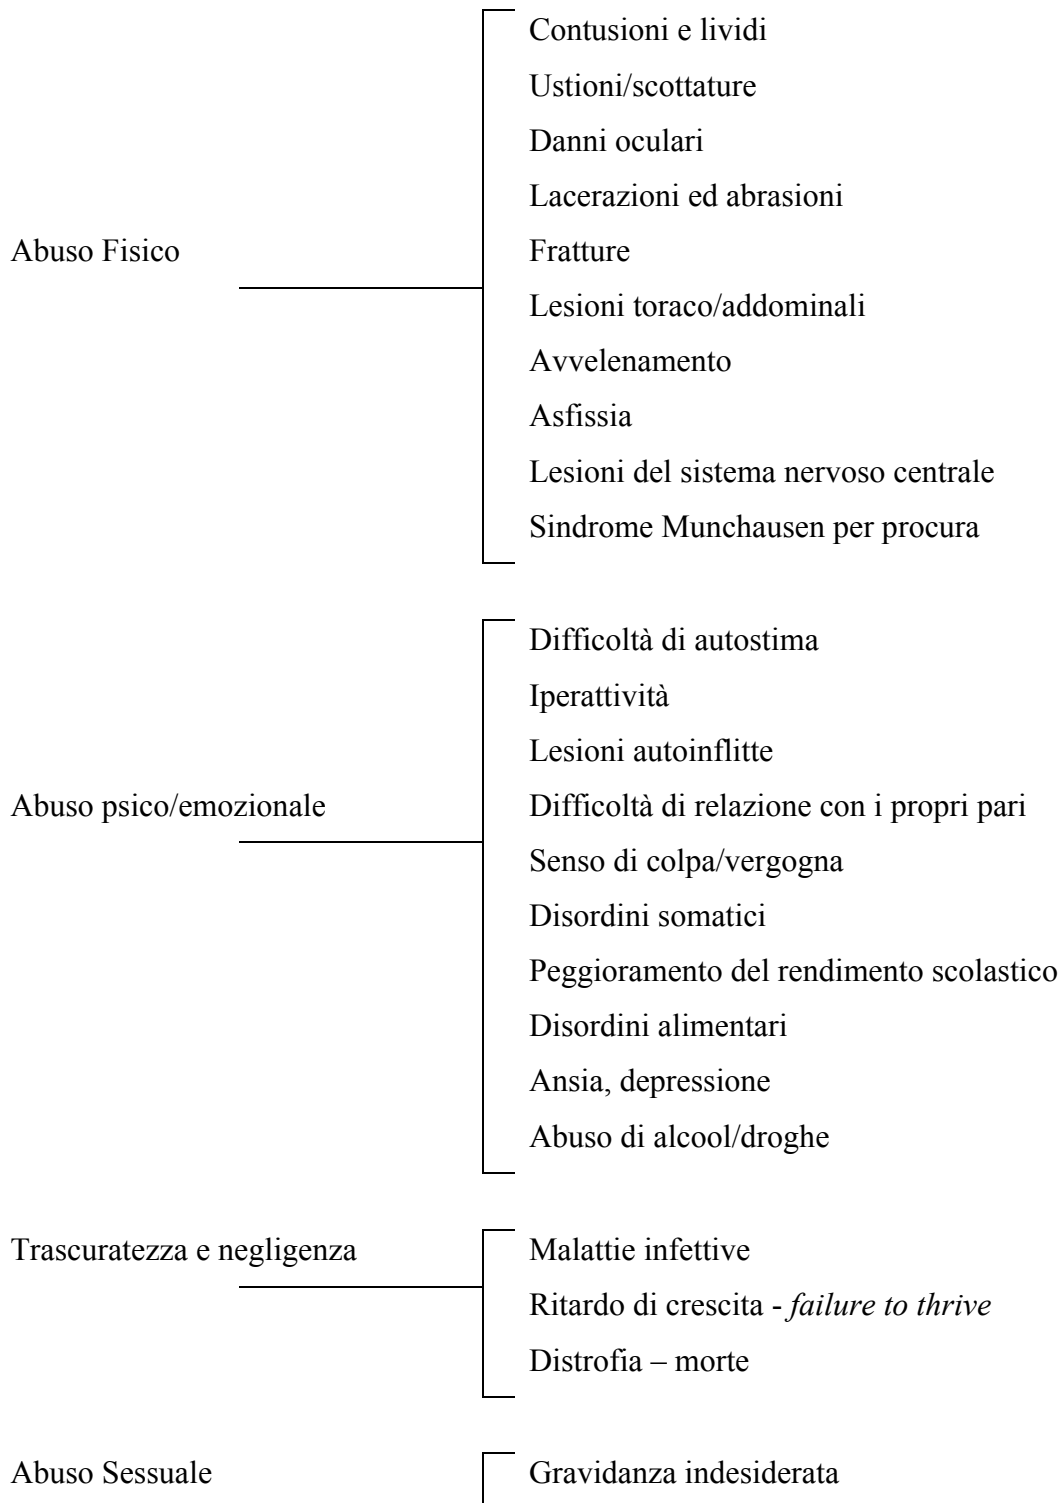 Contusioni e lividi
Ustioni/scottature
Danni oculari
Lacerazioni ed abrasioni
Abuso Fisico
Fratture
Lesioni toraco/addominali
Avvelenamento
Asfissia
Lesioni del sistema nervoso centrale
Sindrome Munchausen per procura
Difficoltà di autostima
Iperattività
Lesioni autoinflitte
Abuso psico/emozionale
Difficoltà di relazione con i propri pari
Senso di colpa/vergogna
Disordini somatici
Peggioramento del rendimento scolastico
Disordini alimentari
Ansia, depressione
Abuso di alcool/droghe
Trascuratezza e negligenza
Malattie infettive
Ritardo di crescita - failure to thrive
Distrofia – morte
Abuso Sessuale
Gravidanza indesiderata